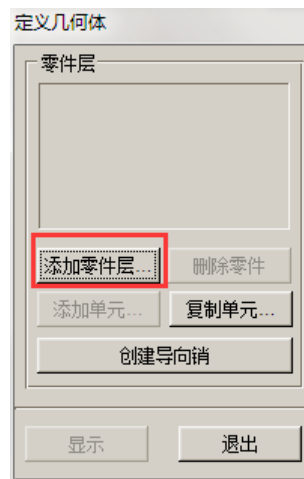 定义几何体
零件层
添加零件层... 删除零件
添加单元... 复制单元...
创建导向销
显示 退出